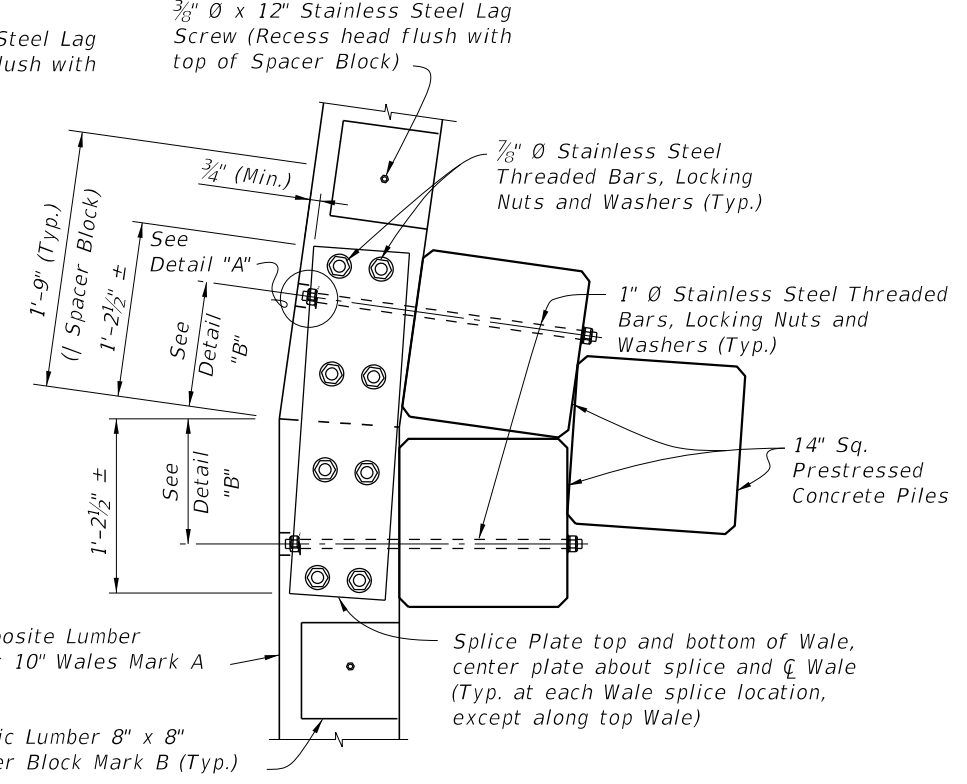 Steel Lag
lush with
⅜" Ø x 12" Stainless Steel Lag
Screw (Recess head flush with
top of Spacer Block)
⅞" Ø Stainless Steel
Threaded Bars, Locking
Nuts and Washers (Typ.)
¾" (Min.)
1'-9" (Typ.)
(| Spacer Block)
1'-2½" ±
See
Detail "A"
See
Detail
"B"
1" Ø Stainless Steel Threaded
Bars, Locking Nuts and
Washers (Typ.)
14" Sq.
Prestressed
Concrete Piles
1'-2½" ±
See
Detail
"B"
posite Lumber
10" Wales Mark A
Splice Plate top and bottom of Wale,
center plate about splice and ℄ Wale
(Typ. at each Wale splice location,
except along top Wale)
ic Lumber 8" x 8"
er Block Mark B (Typ.)